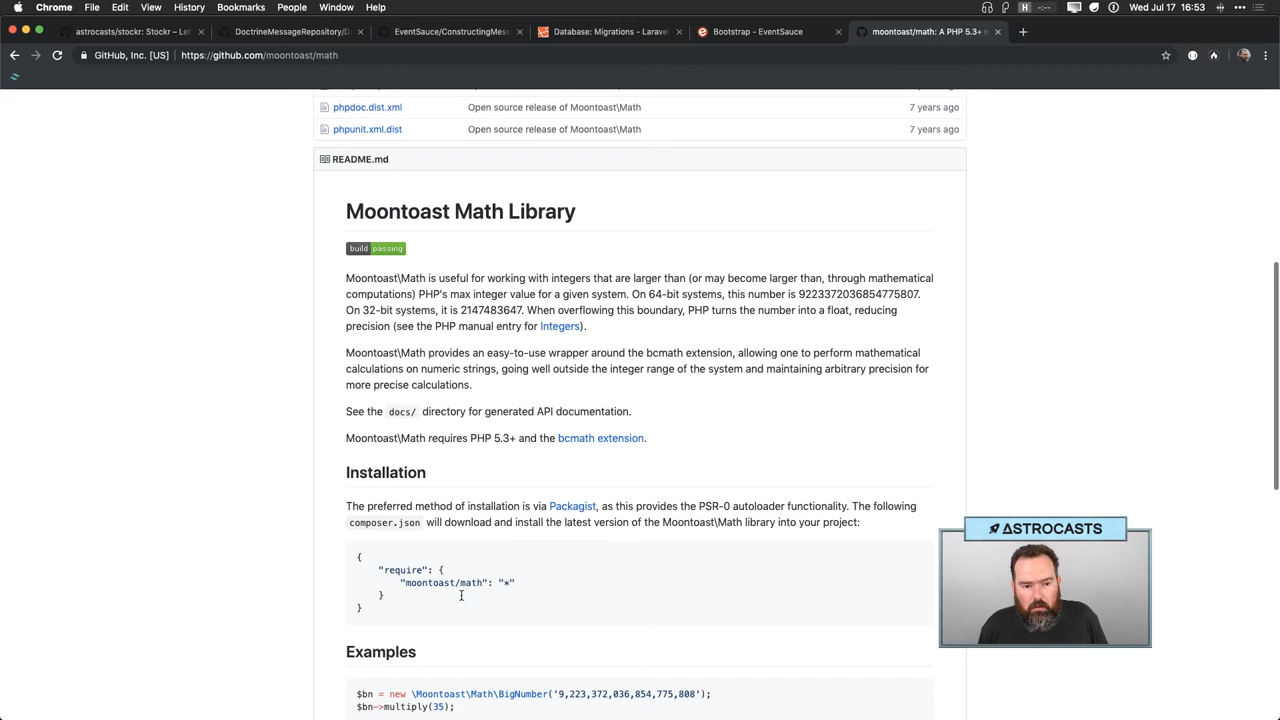 Chrome File Edit View History Bookmarks People Window Help
Wed Jul 17 16:53
astrocasts/stockr: Stockr – Let
DoctrineMessageRepository/D
EventSauce/ConstructingMess
Database: Migrations - Laravel
Bootstrap - EventSauce
moontoast/math: A PHP 5.3+ n
GitHub, Inc. [US] https://github.com/moontoast/math
phpdoc.dist.xml Open source release of Moontoast\Math 7 years ago
phpunit.xml.dist Open source release of Moontoast\Math 7 years ago
README.md
Moontoast Math Library
build passing
Moontoast\Math is useful for working with integers that are larger than (or may become larger than, through mathematical
computations) PHP's max integer value for a given system. On 64-bit systems, this number is 9223372036854775807.
On 32-bit systems, it is 2147483647. When overflowing this boundary, PHP turns the number into a float, reducing
precision (see the PHP manual entry for Integers).
Moontoast\Math provides an easy-to-use wrapper around the bcmath extension, allowing one to perform mathematical
calculations on numeric strings, going well outside the integer range of the system and maintaining arbitrary precision for
more precise calculations.
See the docs/ directory for generated API documentation.
Moontoast\Math requires PHP 5.3+ and the bcmath extension.
Installation
The preferred method of installation is via Packagist, as this provides the PSR-0 autoloader functionality. The following
composer.json will download and install the latest version of the Moontoast\Math library into your project:
{
"require": {
"moontoast/math": "*"
}
}
ASTROCASTS
Examples
$bn = new \Moontoast\Math\BigNumber('9,223,372,036,854,775,808');
$bn->multiply(35);